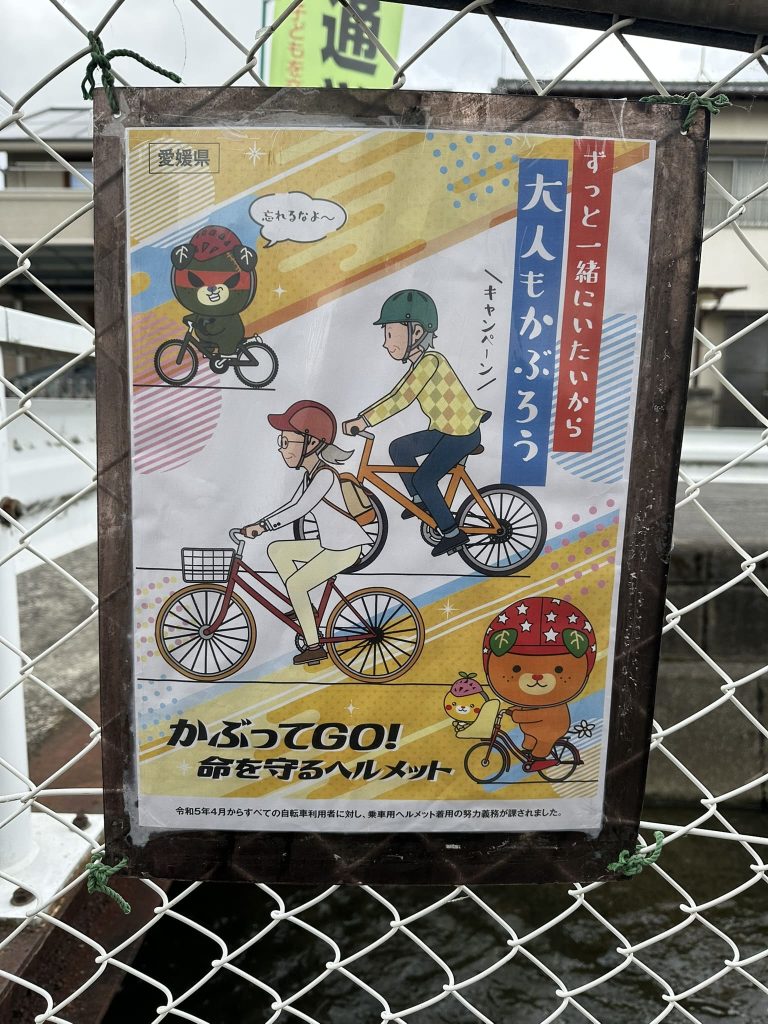 通
愛媛県
忘れるなよ～
ずっと一緒にいたいから
大人もかぶろう
キャンペーン
かぶってGO!
命を守るヘルメット
令和5年4月からすべての自転車利用者に対し、乗車用ヘルメット着用の努力義務が課されました。